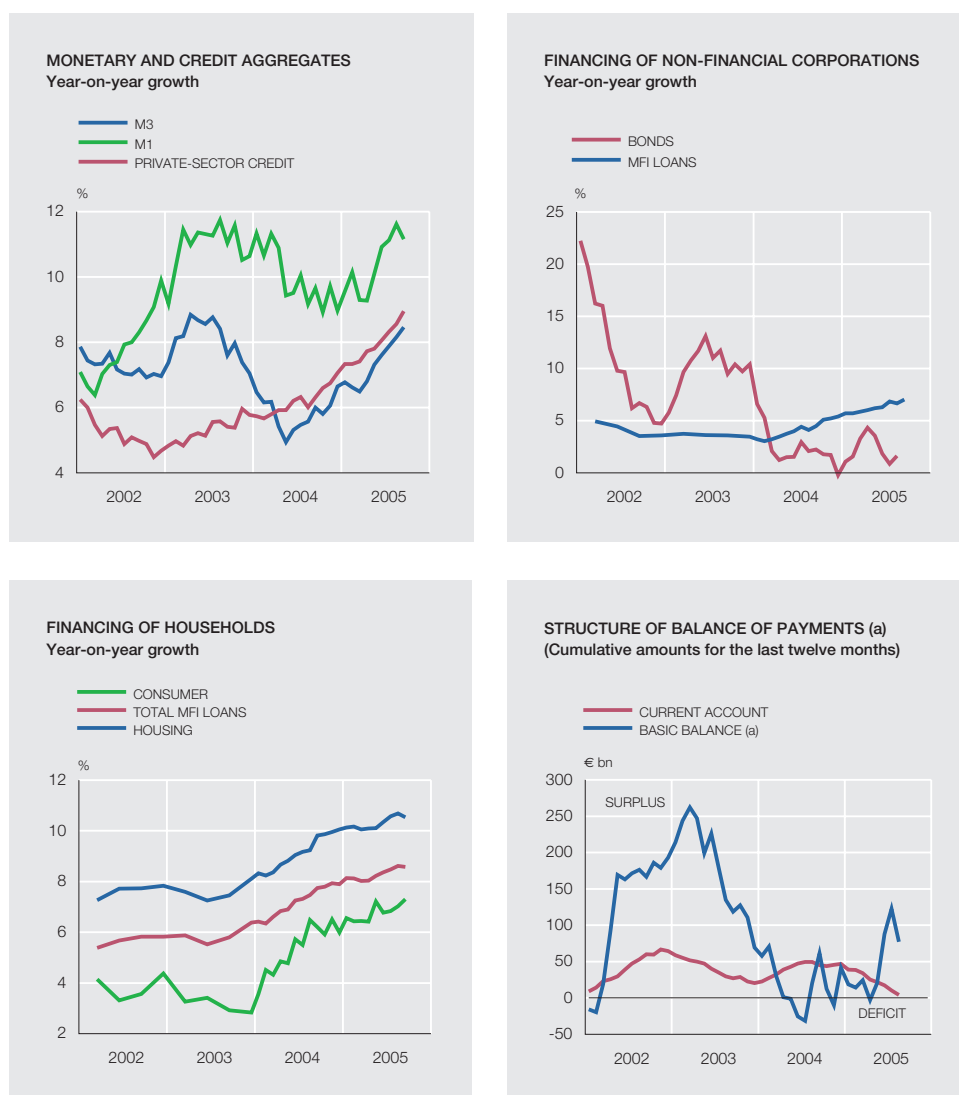 MONETARY AND CREDIT AGGREGATES
Year-on-year growth
M3
M1
PRIVATE-SECTOR CREDIT
%
12
10
8
6
4
2002 2003 2004 2005
FINANCING OF NON-FINANCIAL CORPORATIONS
Year-on-year growth
BONDS
MFI LOANS
%
25
20
15
10
5
0
2002 2003 2004 2005
FINANCING OF HOUSEHOLDS
Year-on-year growth
CONSUMER
TOTAL MFI LOANS
HOUSING
%
12
10
8
6
4
2
2002 2003 2004 2005
STRUCTURE OF BALANCE OF PAYMENTS (a)
(Cumulative amounts for the last twelve months)
CURRENT ACCOUNT
BASIC BALANCE (a)
€ bn
300
SURPLUS
250
200
150
100
50
0
DEFICIT
-50
2002 2003 2004 2005